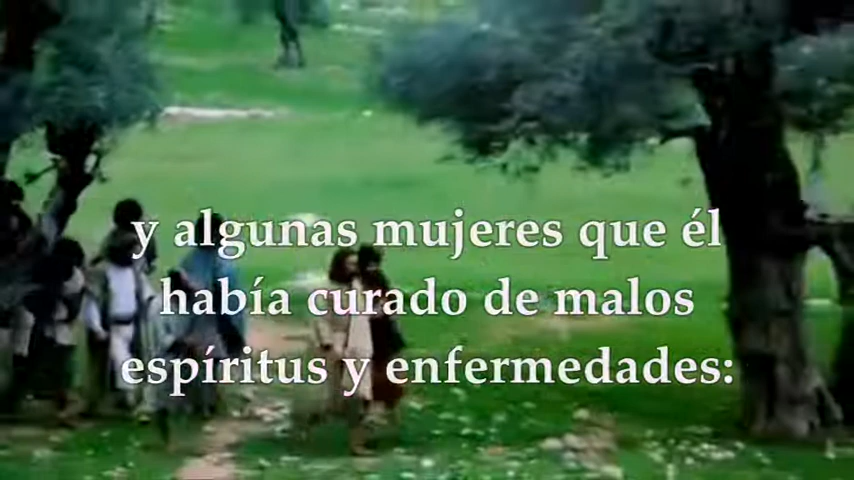 y algunas mujeres que él
había curado de malos
espíritus y enfermedades: